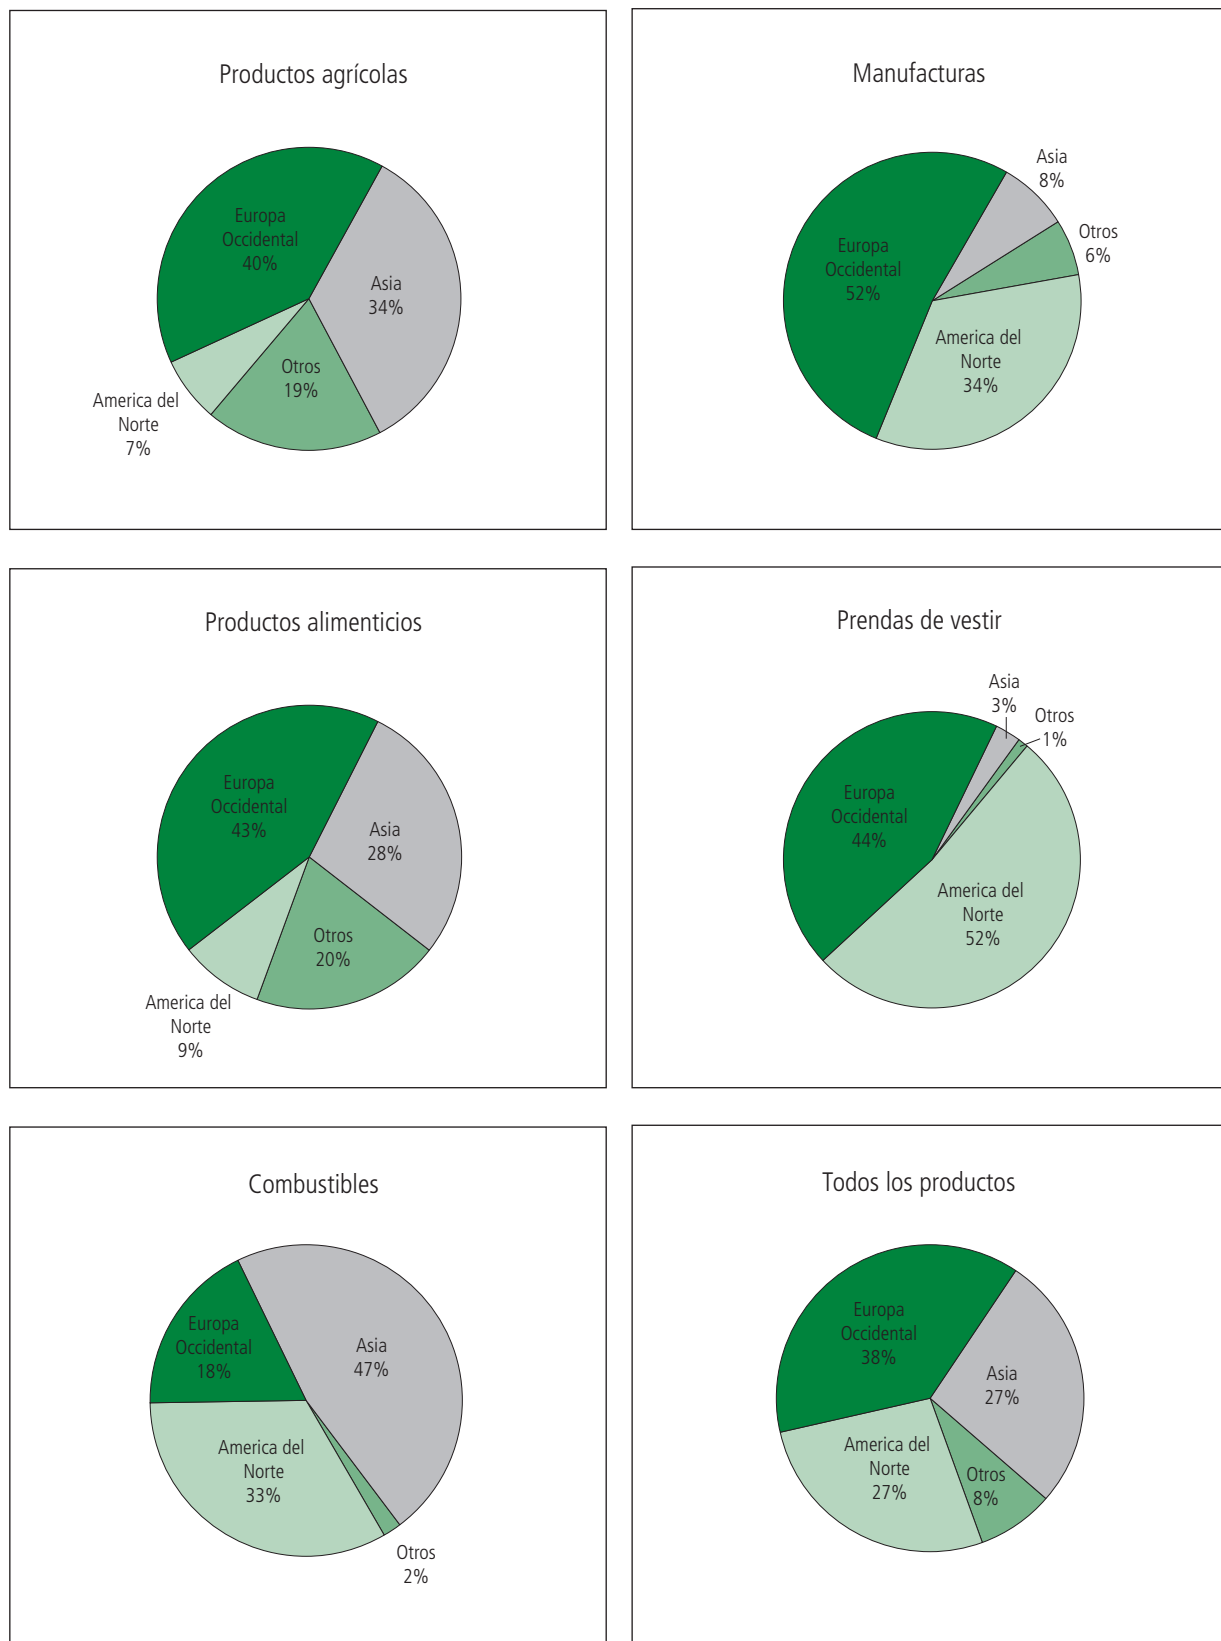 Productos agrícolas
Europa
Occidental
40%
Asia
34%
Otros
19%
America del
Norte
7%
Manufacturas
Asia
8%
Otros
6%
Europa
Occidental
52%
America del
Norte
34%
Productos alimenticios
Europa
Occidental
43%
Asia
28%
Otros
20%
America del
Norte
9%
Prendas de vestir
Asia
3%
Otros
1%
Europa
Occidental
44%
America del
Norte
52%
Combustibles
Europa
Occidental
18%
Asia
47%
America del
Norte
33%
Otros
2%
Todos los productos
Europa
Occidental
38%
Asia
27%
America del
Norte
27%
Otros
8%